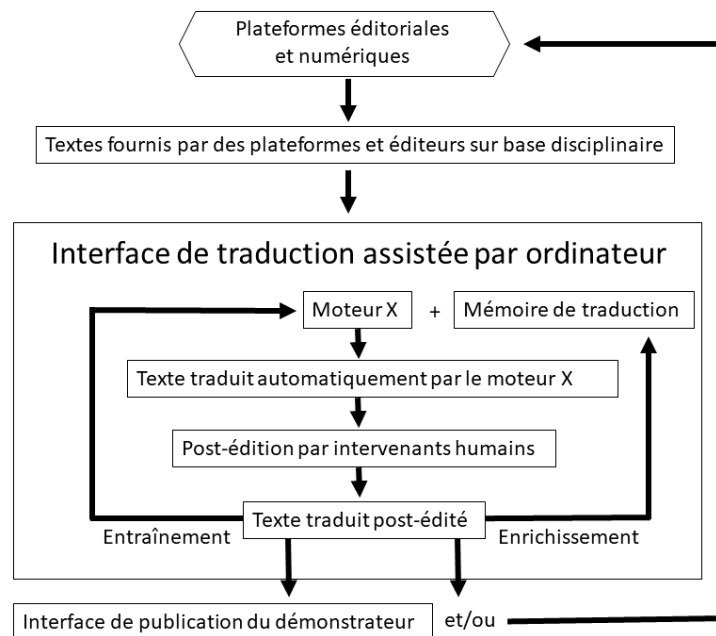 Plateformes éditoriales
et numériques
Textes fournis par des plateformes et éditeurs sur base disciplinaire
Interface de traduction assistée par ordinateur
Moteur X + Mémoire de traduction
Texte traduit automatiquement par le moteur X
Post-édition par intervenants humains
Texte traduit post-édité
Entraînement Enrichissement
Interface de publication du démonstrateur et/ou